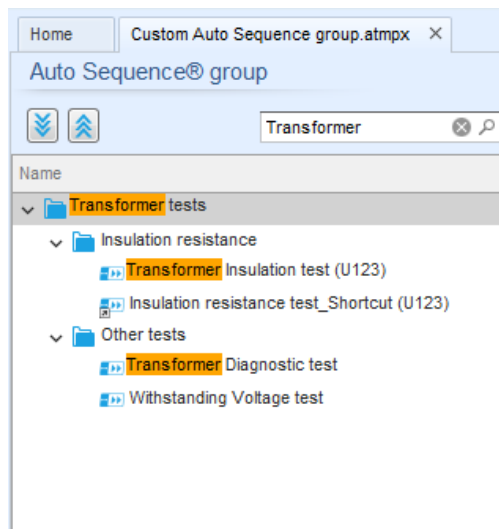 Home
Custom Auto Sequence group.atmpx
Auto Sequence® group
Transformer
Name
Transformer tests
Insulation resistance
Transformer Insulation test (U123)
Insulation resistance test_Shortcut (U123)
Other tests
Transformer Diagnostic test
Withstanding Voltage test